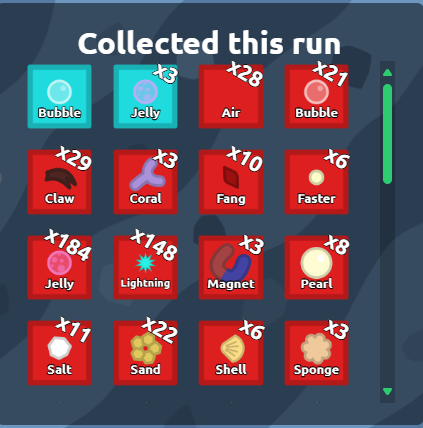 Collected this run
x3 x28 x21
Bubble Jelly Air Bubble
x29 x3 x10 x6
Claw Coral Fang Faster
x184 x148 x3 x8
Jelly Lightning Magnet Pearl
x11 x22 x6 x3
Salt Sand Shell Sponge